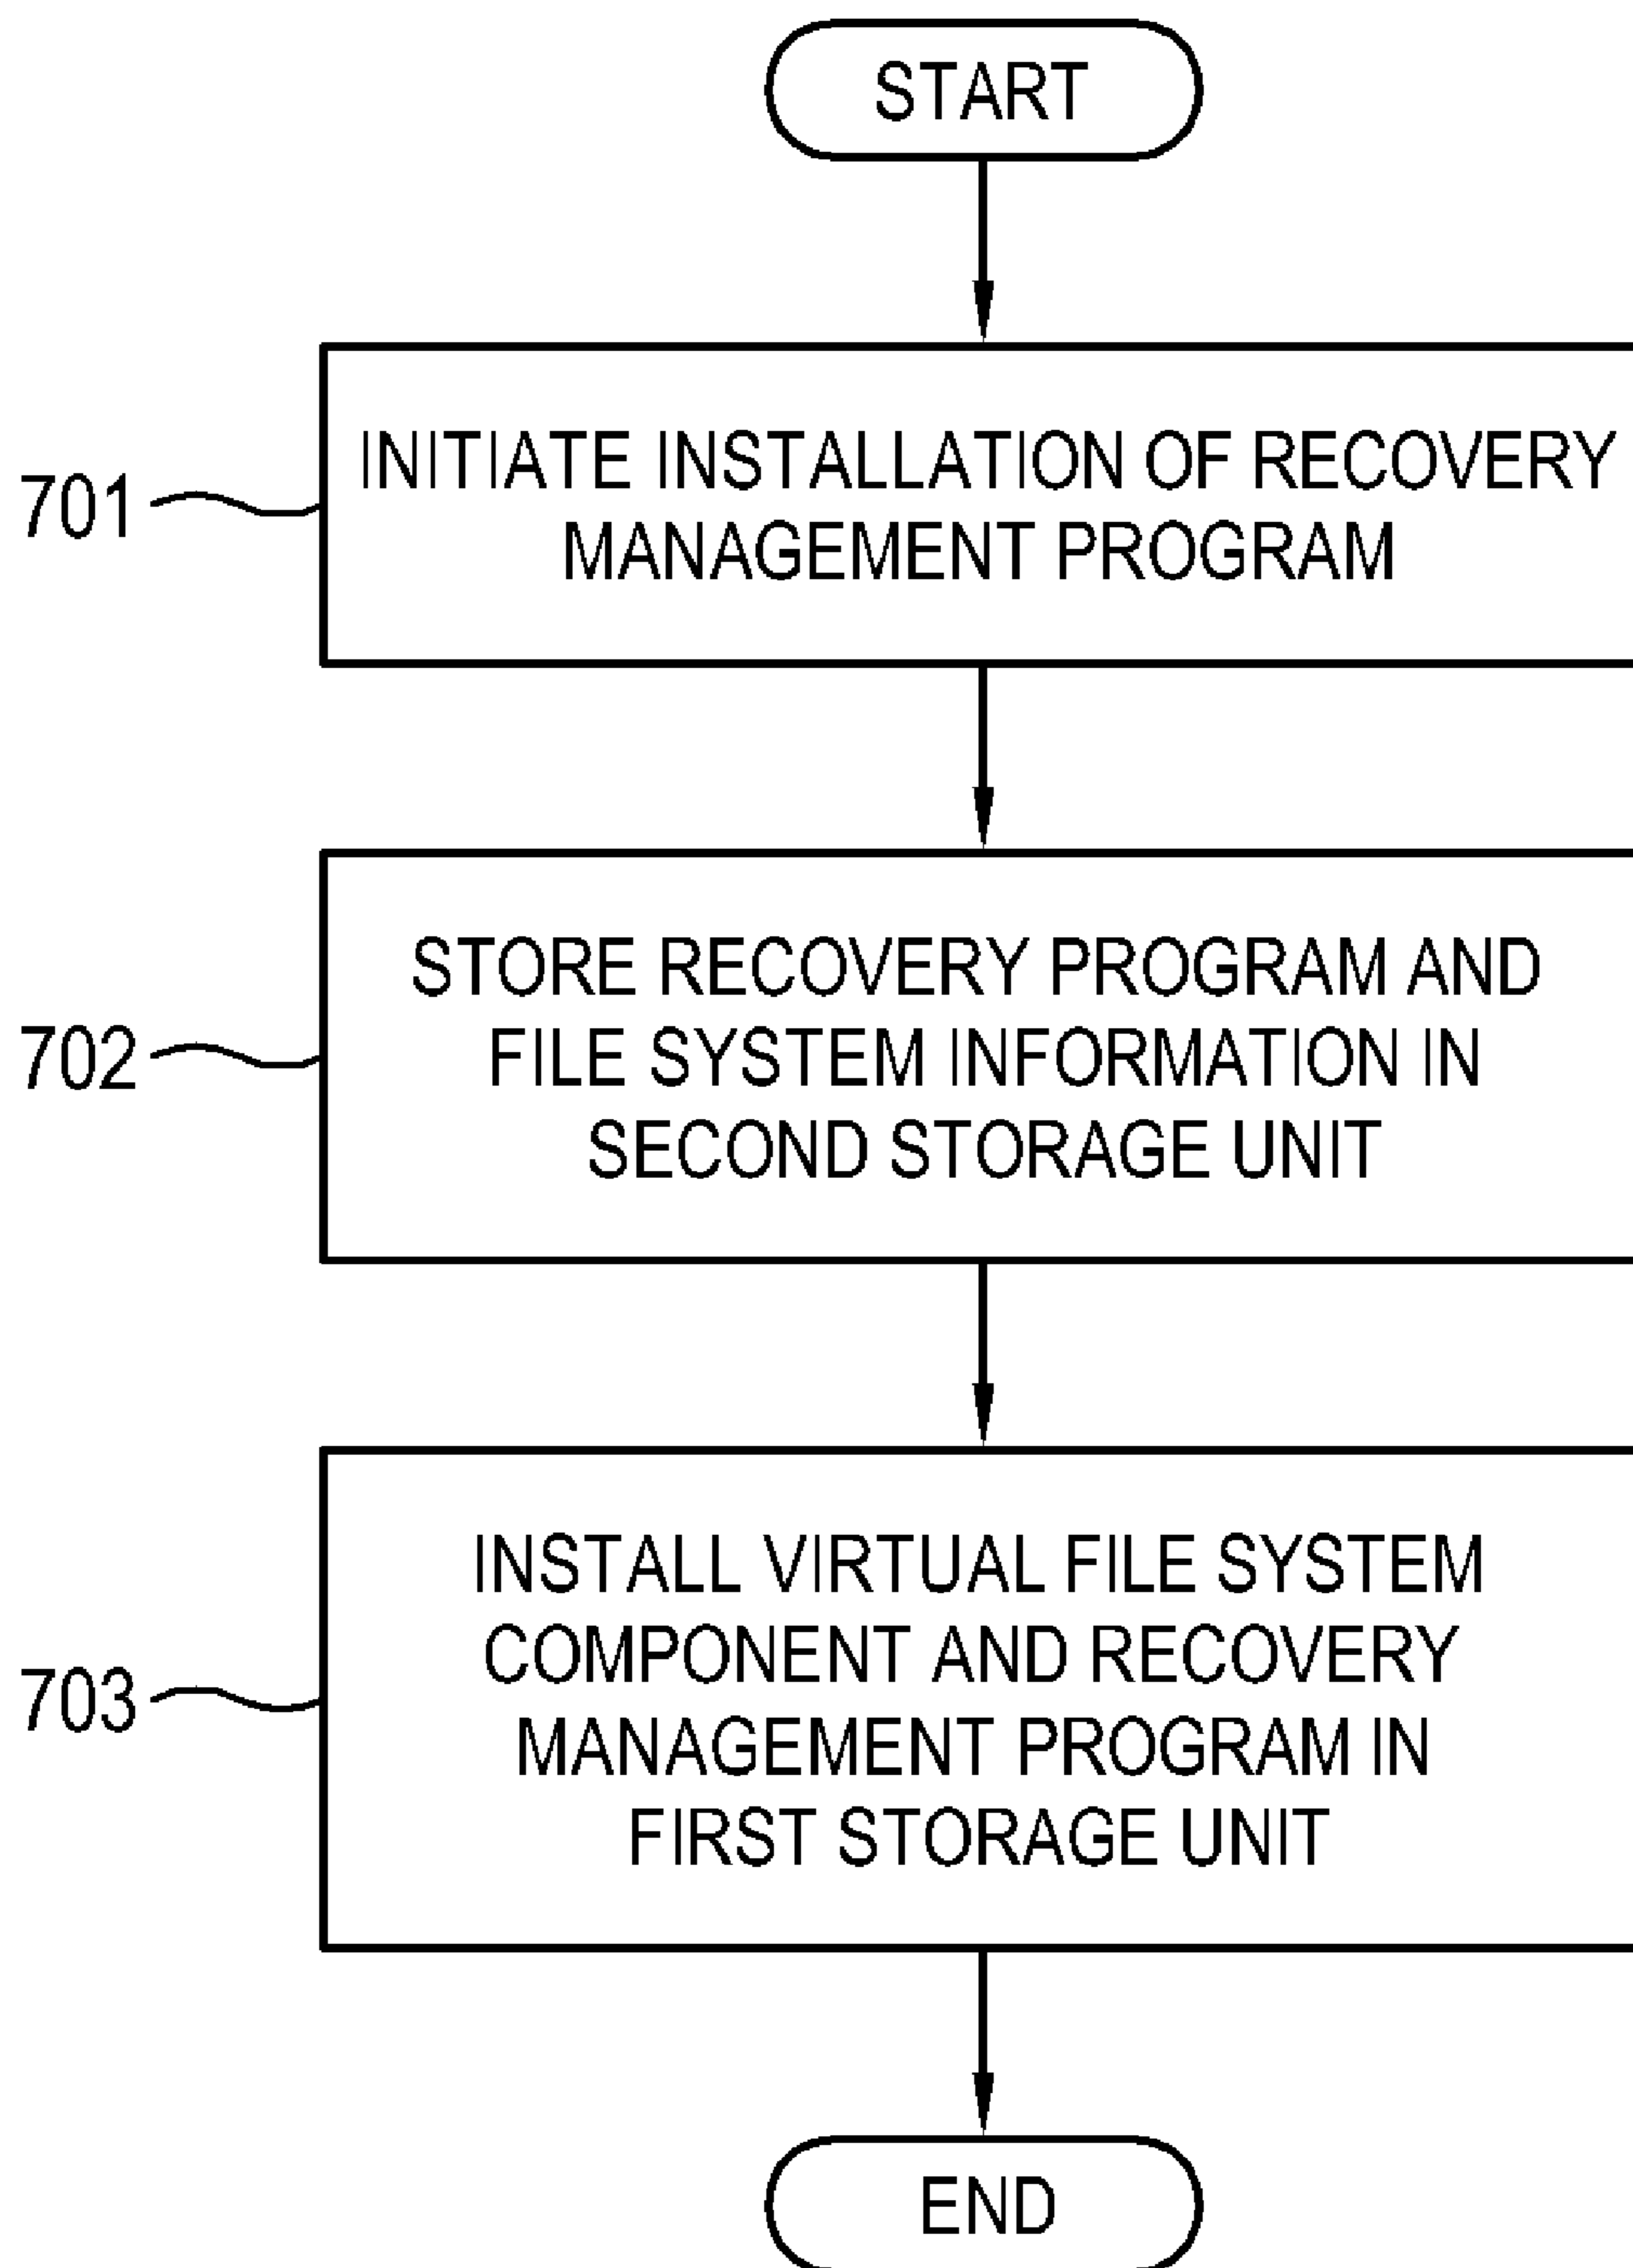 START
701
INITIATE INSTALLATION OF RECOVERY
MANAGEMENT PROGRAM
702
STORE RECOVERY PROGRAM AND
FILE SYSTEM INFORMATION IN
SECOND STORAGE UNIT
703
INSTALL VIRTUAL FILE SYSTEM
COMPONENT AND RECOVERY
MANAGEMENT PROGRAM IN
FIRST STORAGE UNIT
END